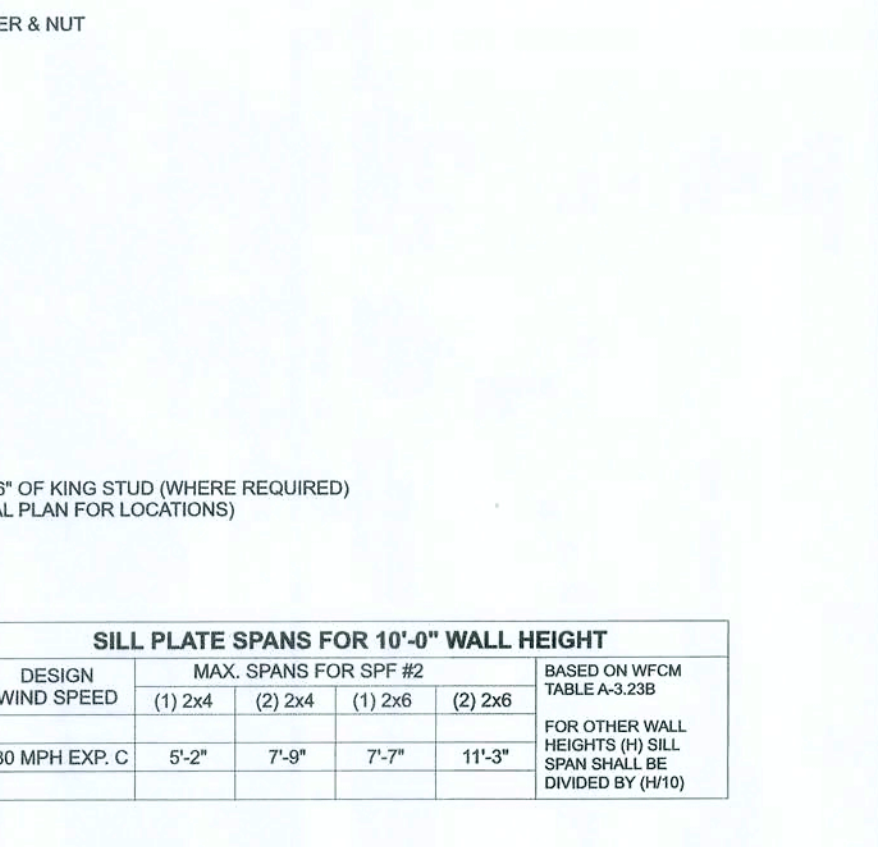 ER & NUT
6" OF KING STUD (WHERE REQUIRED)
AL PLAN FOR LOCATIONS)
SILL PLATE SPANS FOR 10'-0" WALL HEIGHT
DESIGN
WIND SPEED
MAX. SPANS FOR SPF #2
(1) 2x4 (2) 2x4 (1) 2x6 (2) 2x6
30 MPH EXP. C 5'-2" 7'-9" 7'-7" 11'-3"
BASED ON WFCM
TABLE A-3.23B
FOR OTHER WALL
HEIGHTS (H) SILL
SPAN SHALL BE
DIVIDED BY (H/10)